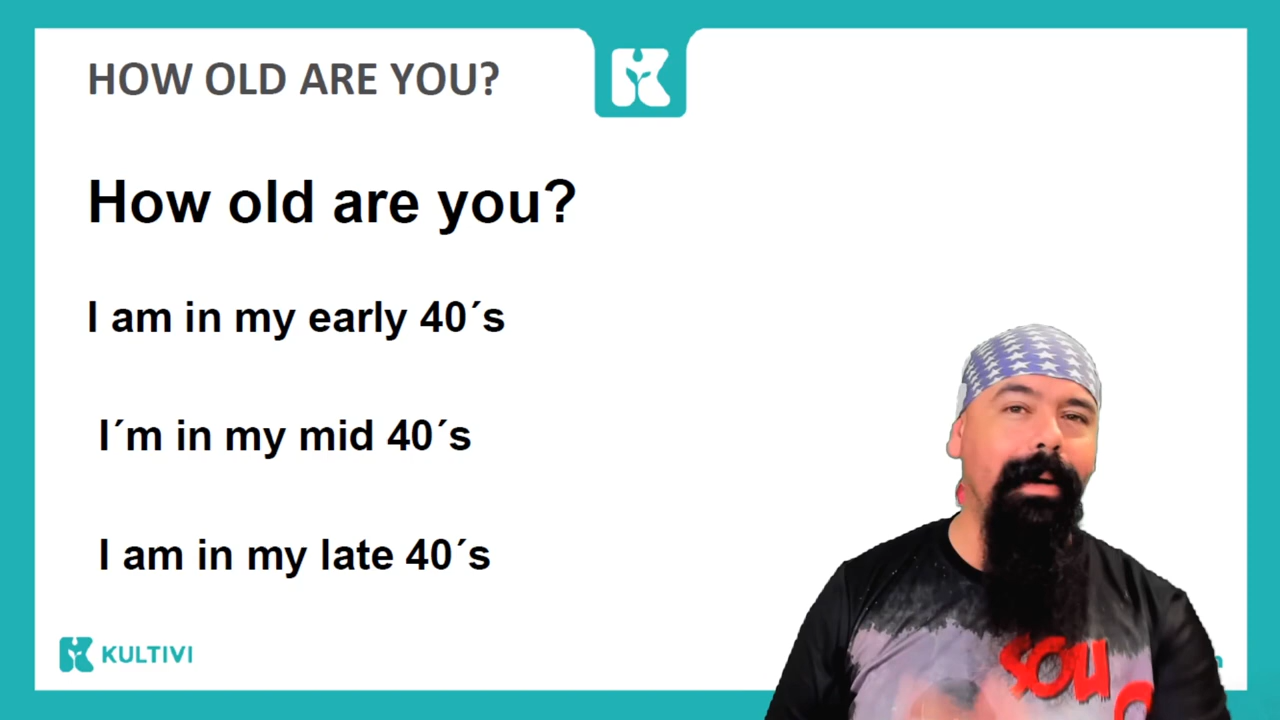 HOW OLD ARE YOU?
How old are you?
I am in my early 40´s
I´m in my mid 40´s
I am in my late 40´s
KULTIVI
SOU